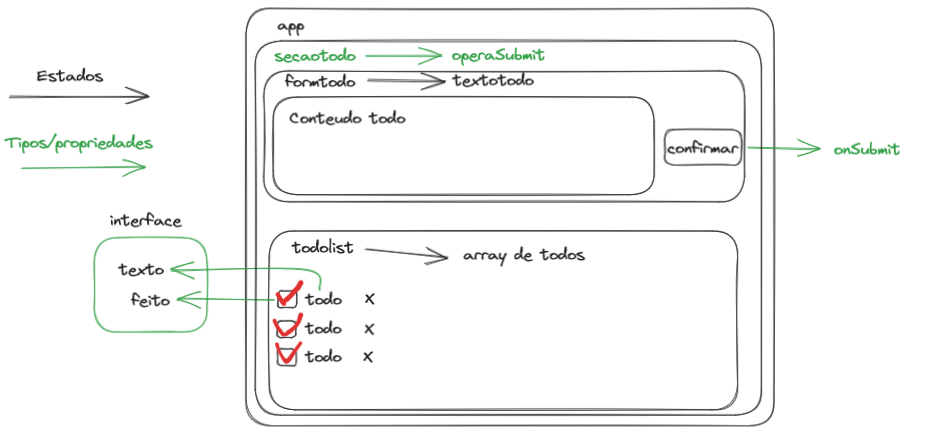 app
secaotodo
operaSubmit
Estados
formtodo
textotodo
Conteudo todo
Tipos/propriedades
confirmar
onSubmit
interface
todolist
array de todos
texto
feito
todo x
todo x
todo x